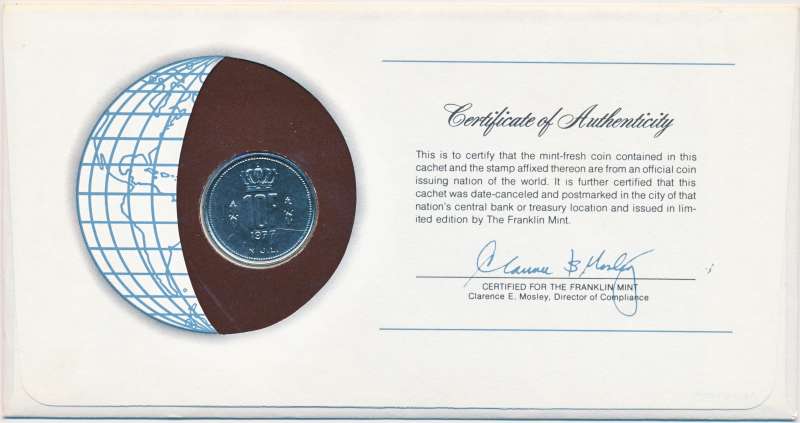 10F
1977
N.J.L.
Certificate of Authenticity
This is to certify that the mint-fresh coin contained in this
cachet and the stamp affixed thereon are from an official coin
issuing nation of the world. It is further certified that this
cachet was date-canceled and postmarked in the city of that
nation's central bank or treasury location and issued in lim-
ited edition by The Franklin Mint.
Clarence E. Mosley
CERTIFIED FOR THE FRANKLIN MINT
Clarence E. Mosley, Director of Compliance